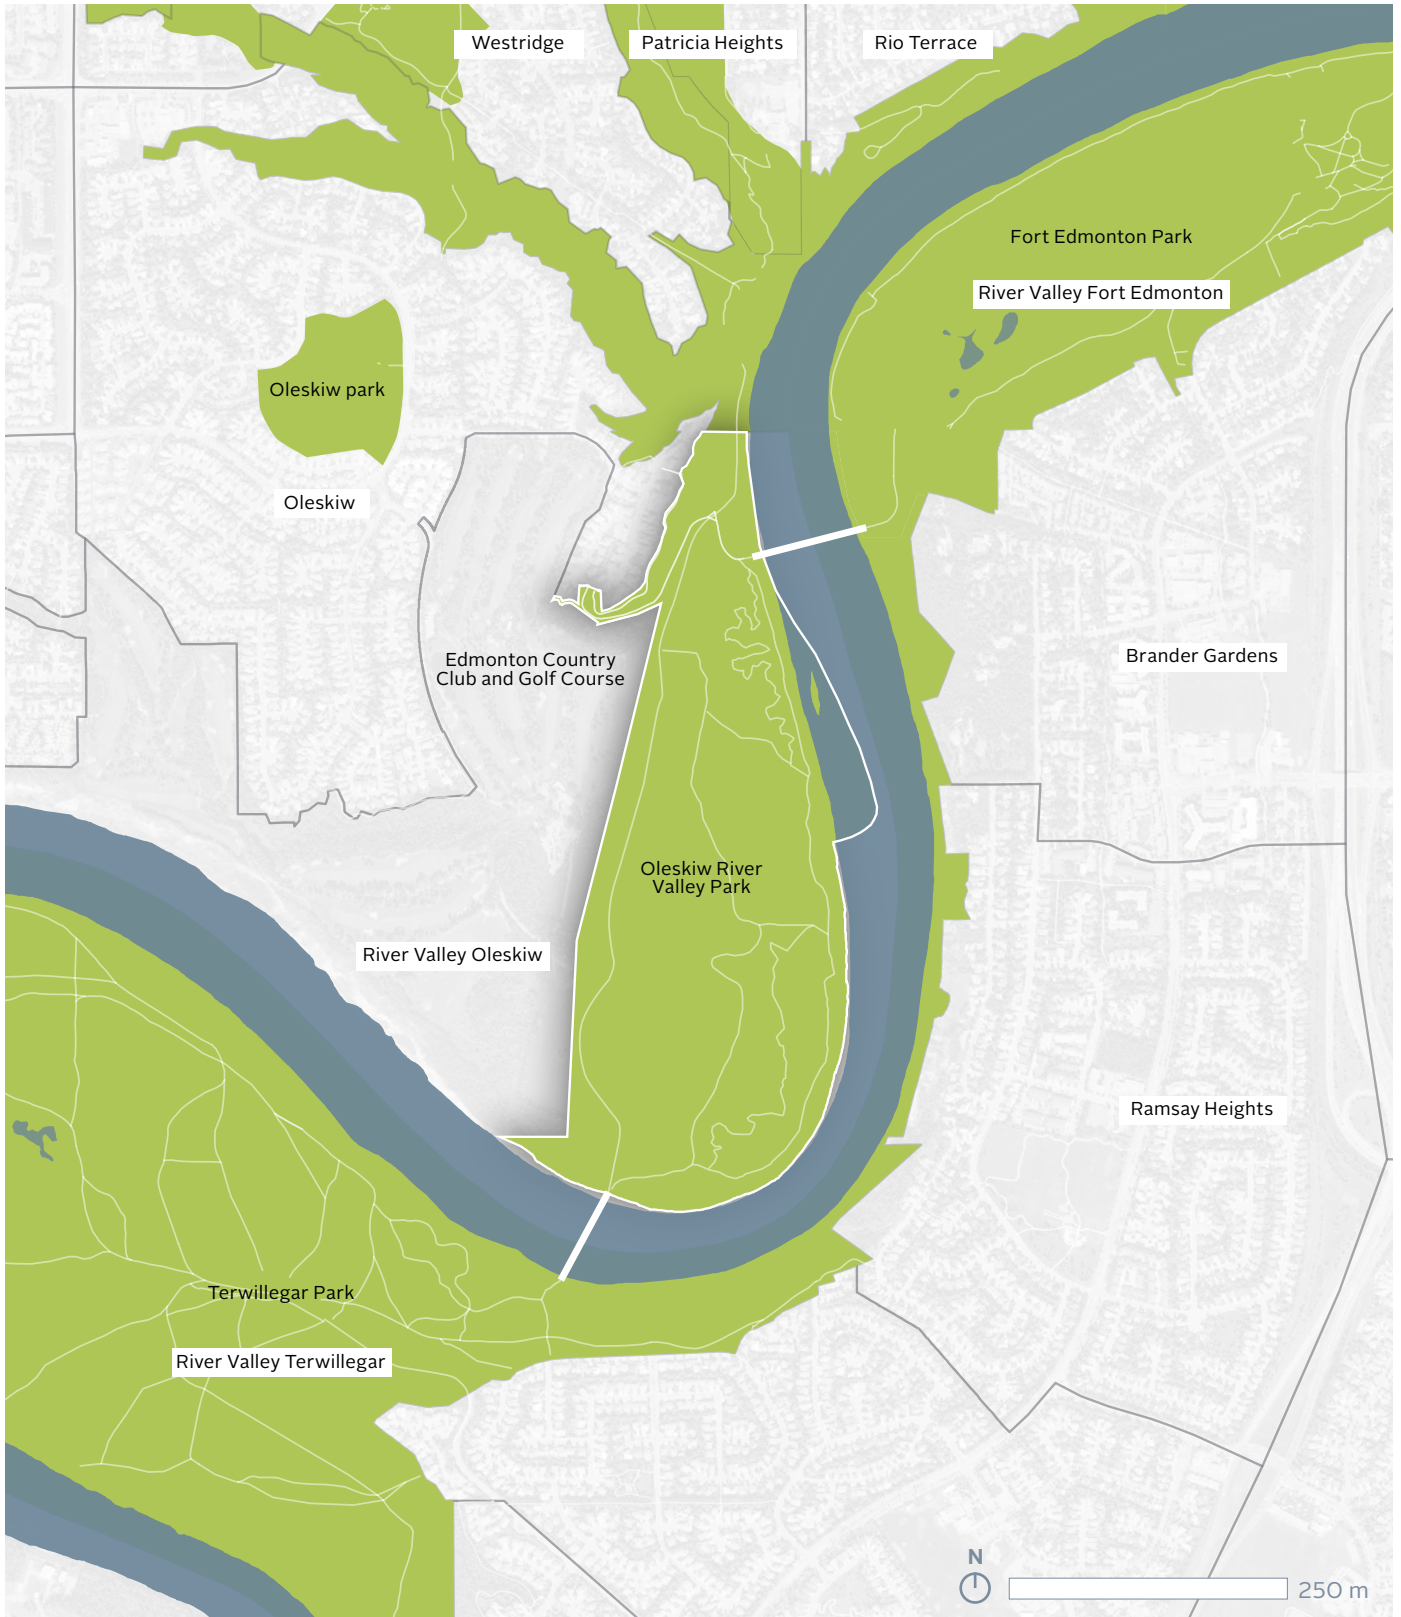 Westridge
Patricia Heights
Rio Terrace
Fort Edmonton Park
River Valley Fort Edmonton
Oleskiw park
Oleskiw
Edmonton Country
Club and Golf Course
Brander Gardens
Oleskiw River
Valley Park
River Valley Oleskiw
Ramsay Heights
Terwillegar Park
River Valley Terwillegar
N
250 m